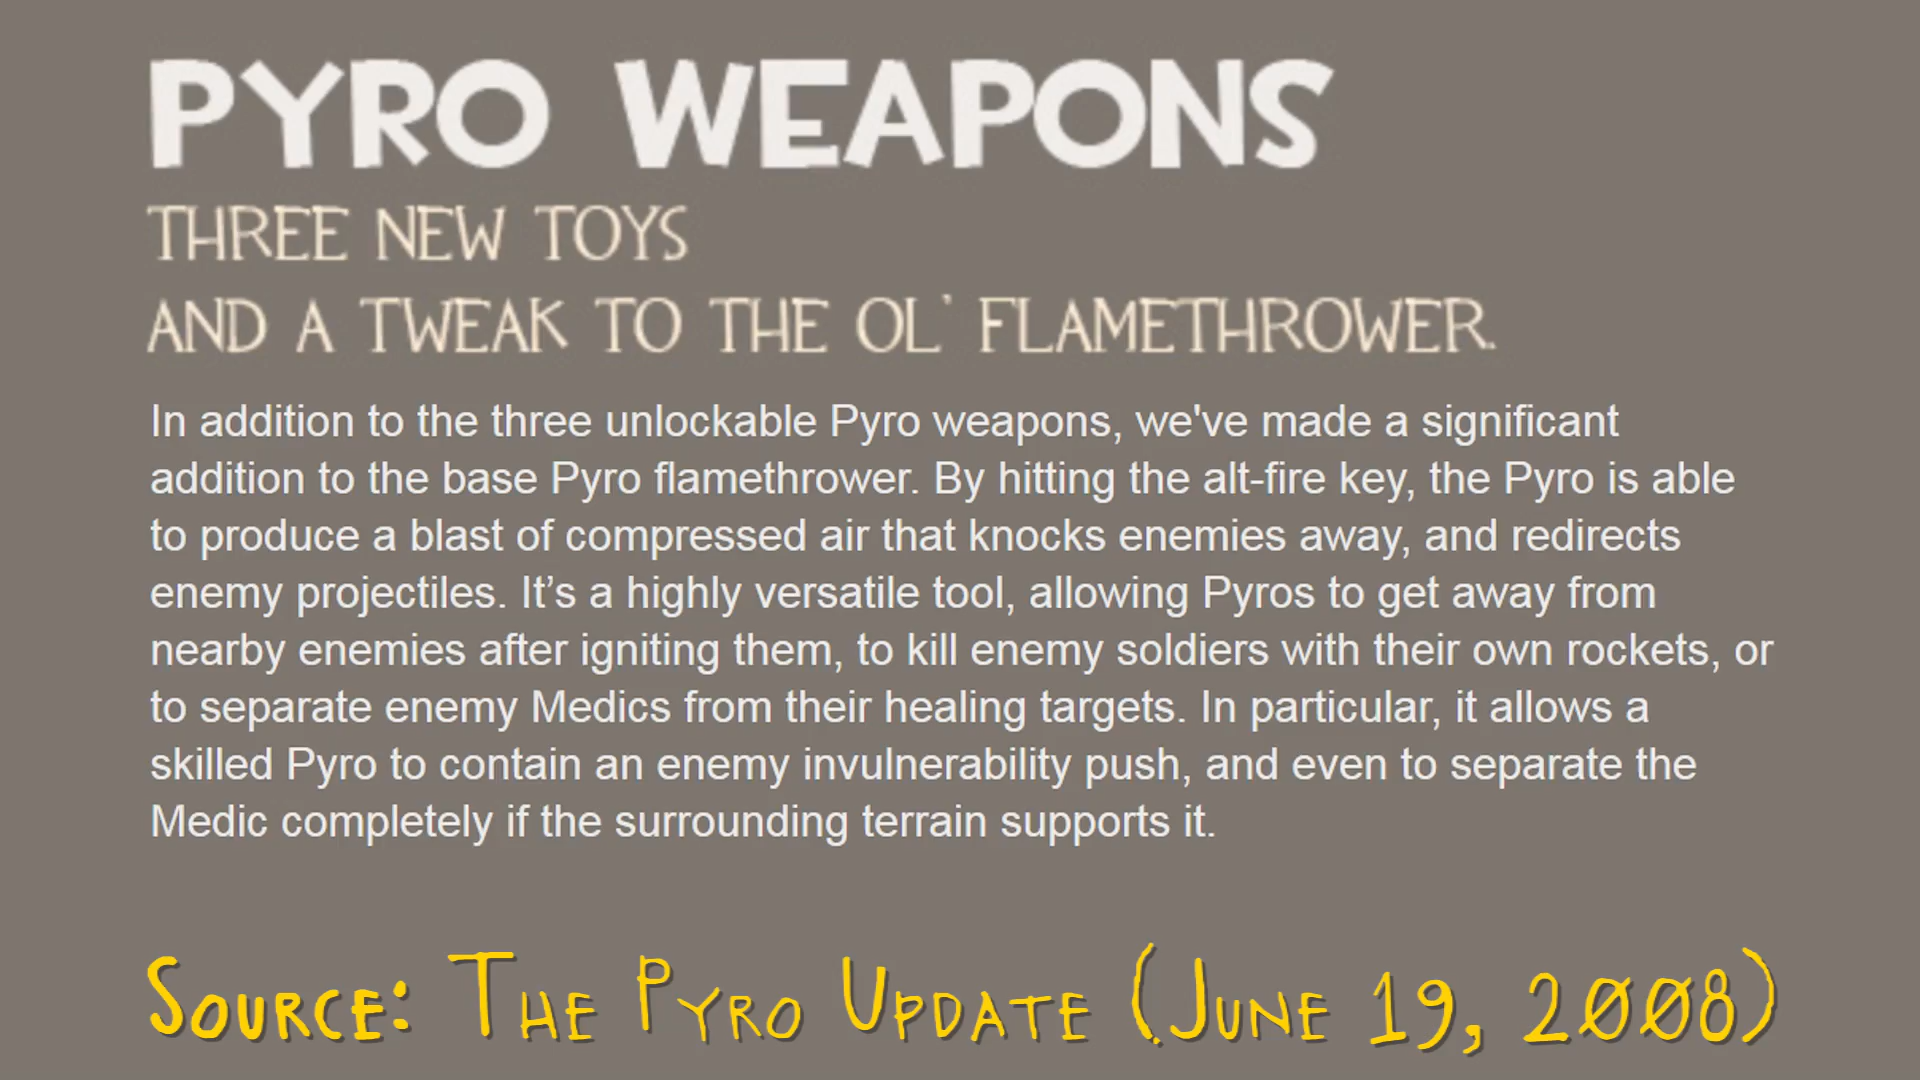 PYRO WEAPONS
THREE NEW TOYS
AND A TWEAK TO THE OL' FLAMETHROWER.
In addition to the three unlockable Pyro weapons, we've made a significant
addition to the base Pyro flamethrower. By hitting the alt-fire key, the Pyro is able
to produce a blast of compressed air that knocks enemies away, and redirects
enemy projectiles. It’s a highly versatile tool, allowing Pyros to get away from
nearby enemies after igniting them, to kill enemy soldiers with their own rockets, or
to separate enemy Medics from their healing targets. In particular, it allows a
skilled Pyro to contain an enemy invulnerability push, and even to separate the
Medic completely if the surrounding terrain supports it.
Source: The Pyro Update (June 19, 2008)